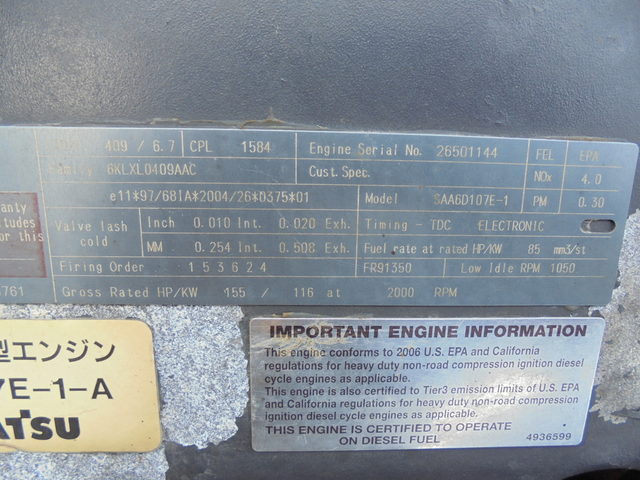 409 / 6.7 CPL 1584 Engine Serial No. 26501144 FEL EPA
Family 6KLXL0409AAC Cust.Spec. NOx 4.0
e11*97/68IA*2004/26*0375*01 Model SAA6D107E-1 PM 0.30
Valve lash cold Inch 0.010 Int. 0.020 Exh. Timing - TDC ELECTRONIC
MM 0.254 Int. 0.508 Exh. Fuel rate at rated HP/KW 85 mm3/st
Firing Order 1 5 3 6 2 4 FR91350 Low Idle RPM 1050
Gross Rated HP/KW 155 / 116 at 2000 RPM
ranty
itudes
or this
3761
型エンジン
7E-1-A
ATSU
IMPORTANT ENGINE INFORMATION
This engine conforms to 2006 U.S. EPA and California
regulations for heavy duty non-road compression ignition diesel
cycle engines as applicable.
This engine is also certified to Tier3 emission limits of U.S. EPA
and California regulations for heavy duty non-road compression
ignition diesel cycle engines as applicable.
THIS ENGINE IS CERTIFIED TO OPERATE
ON DIESEL FUEL 4936599